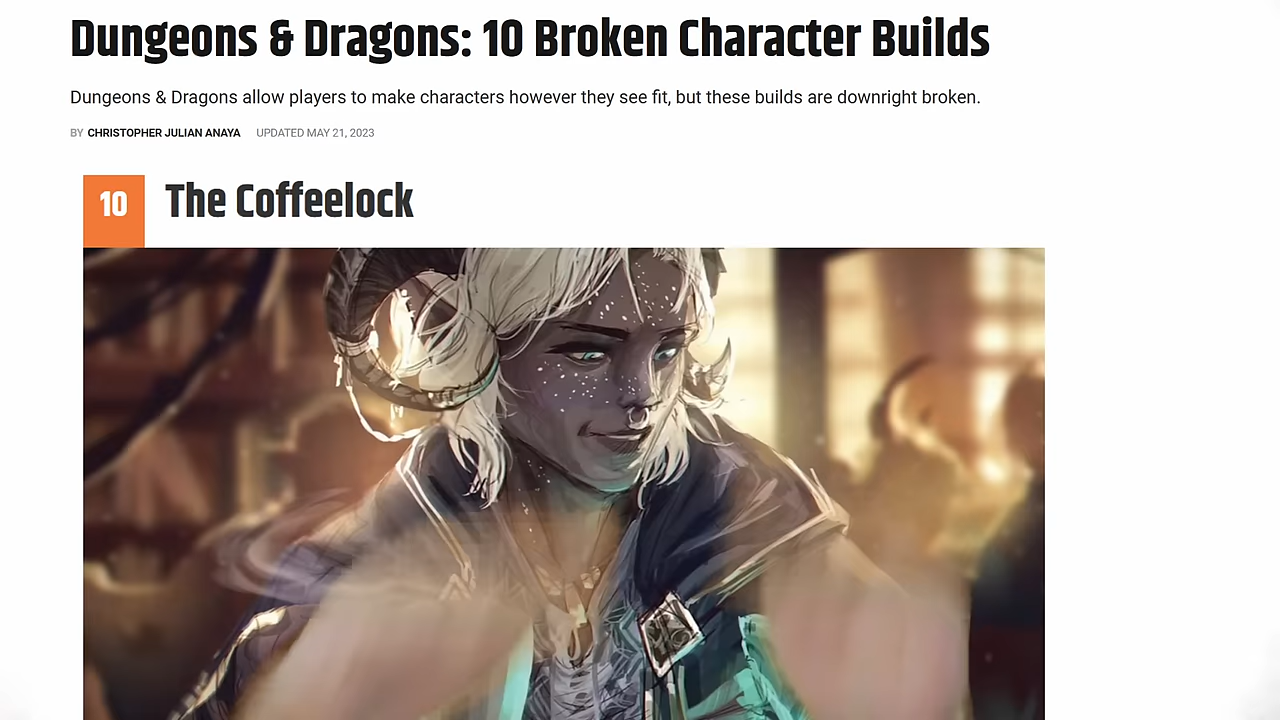 Dungeons & Dragons: 10 Broken Character Builds
Dungeons & Dragons allow players to make characters however they see fit, but these builds are downright broken.
BY CHRISTOPHER JULIAN ANAYA UPDATED MAY 21, 2023
10 The Coffeelock